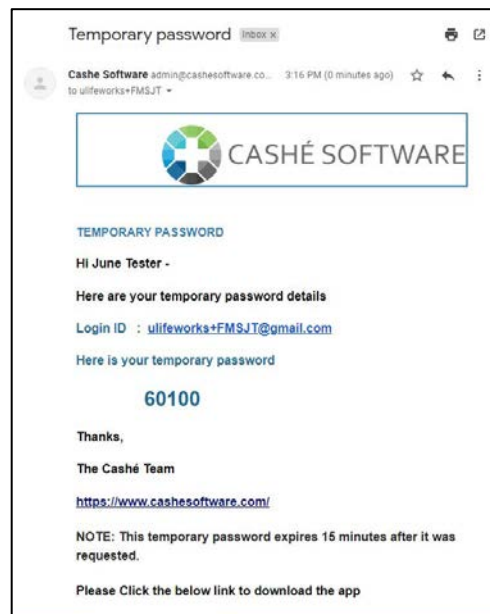 Temporary password Inbox x
Cashe Software admin@cashesoftware.co... 3:16 PM (0 minutes ago)
to ulifeworks+FMSJT
CASHÉ SOFTWARE
TEMPORARY PASSWORD
Hi June Tester -
Here are your temporary password details
Login ID : ulifeworks+FMSJT@gmail.com
Here is your temporary password
60100
Thanks,
The Cashé Team
https://www.cashesoftware.com/
NOTE: This temporary password expires 15 minutes after it was
requested.
Please Click the below link to download the app